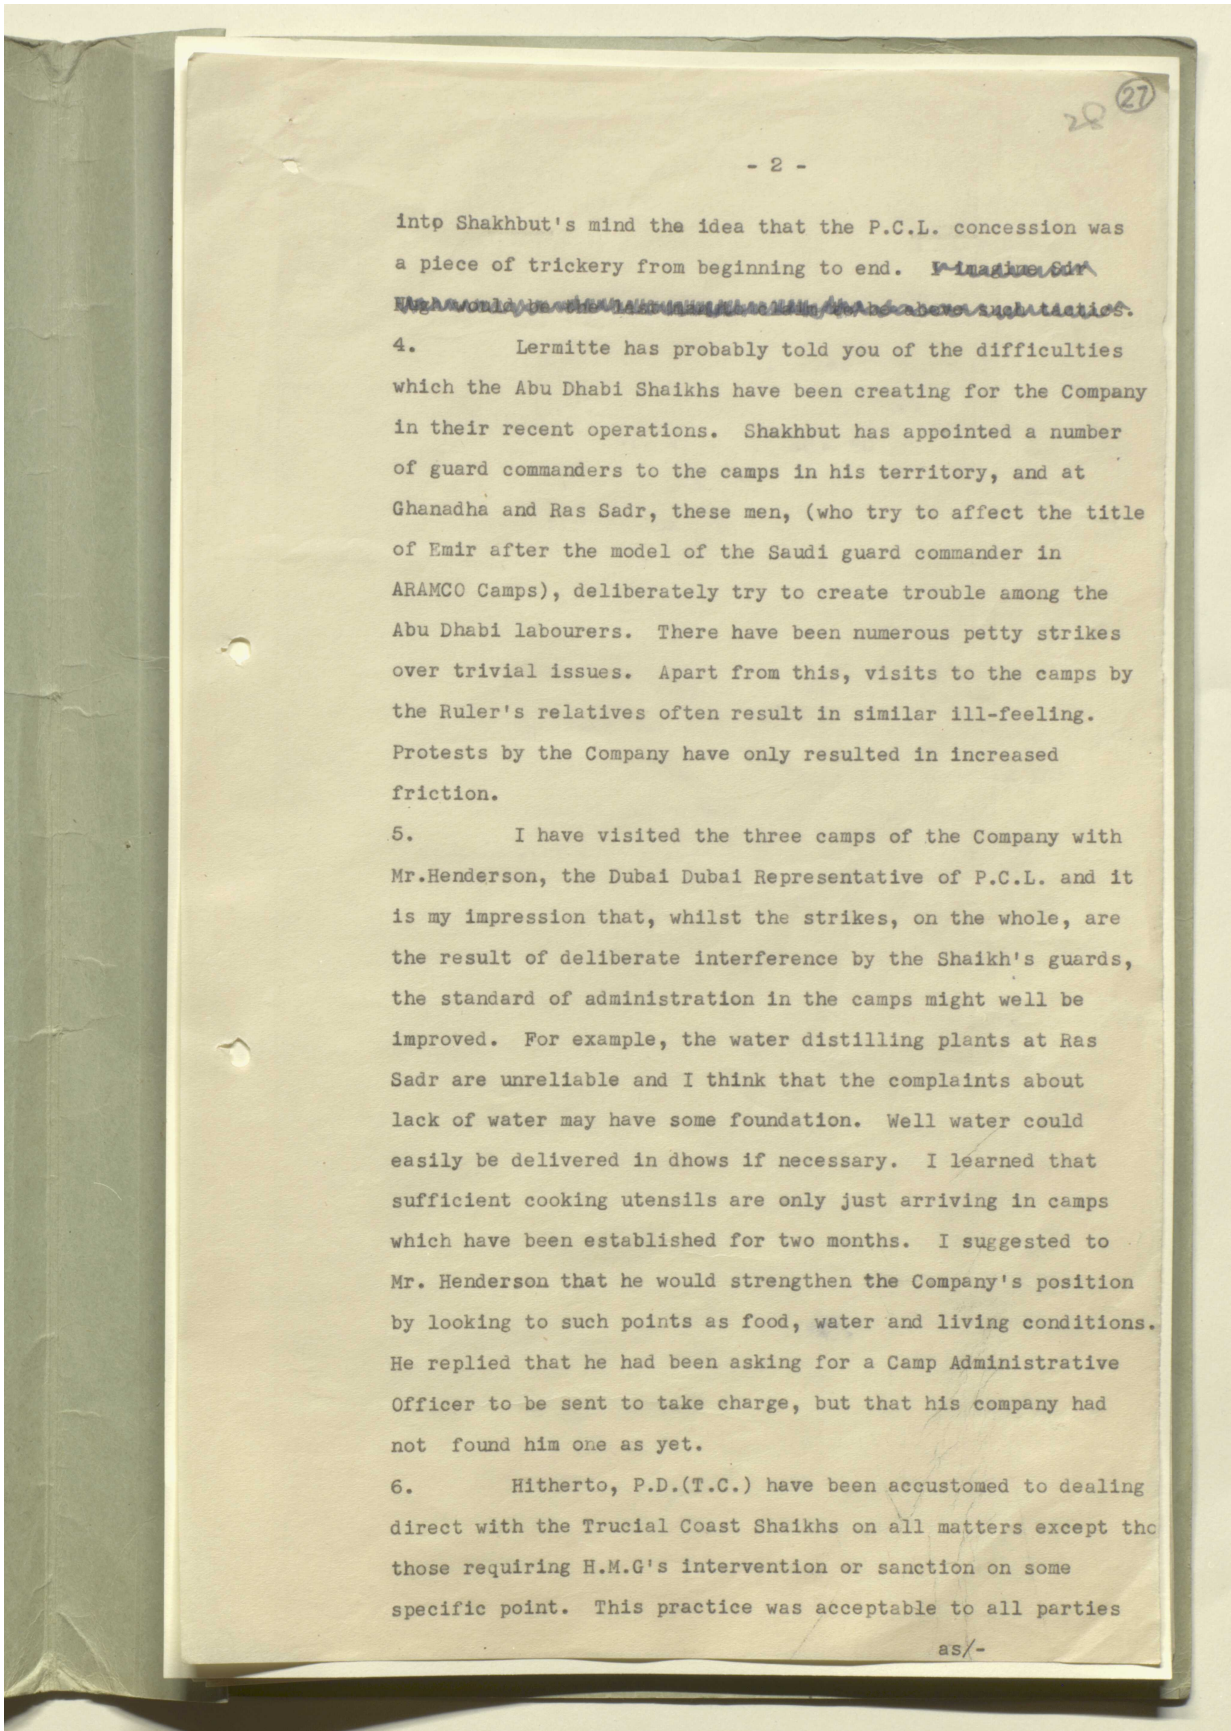 27
28
- 2 -
into Shakhbut's mind the idea that the P.C.L. concession was
a piece of trickery from beginning to end. I imagine Sir
Hugh would be the last man to claim to be above such tactics.
4. Lermitte has probably told you of the difficulties
which the Abu Dhabi Shaikhs have been creating for the Company
in their recent operations. Shakhbut has appointed a number
of guard commanders to the camps in his territory, and at
Ghanadha and Ras Sadr, these men, (who try to affect the title
of Emir after the model of the Saudi guard commander in
ARAMCO Camps), deliberately try to create trouble among the
Abu Dhabi labourers. There have been numerous petty strikes
over trivial issues. Apart from this, visits to the camps by
the Ruler's relatives often result in similar ill-feeling.
Protests by the Company have only resulted in increased
friction.
5. I have visited the three camps of the Company with
Mr.Henderson, the Dubai Dubai Representative of P.C.L. and it
is my impression that, whilst the strikes, on the whole, are
the result of deliberate interference by the Shaikh's guards,
the standard of administration in the camps might well be
improved. For example, the water distilling plants at Ras
Sadr are unreliable and I think that the complaints about
lack of water may have some foundation. Well water could
easily be delivered in dhows if necessary. I learned that
sufficient cooking utensils are only just arriving in camps
which have been established for two months. I suggested to
Mr. Henderson that he would strengthen the Company's position
by looking to such points as food, water and living conditions.
He replied that he had been asking for a Camp Administrative
Officer to be sent to take charge, but that his company had
not found him one as yet.
6. Hitherto, P.D.(T.C.) have been accustomed to dealing
direct with the Trucial Coast Shaikhs on all matters except tho
those requiring H.M.G's intervention or sanction on some
specific point. This practice was acceptable to all parties
as/-